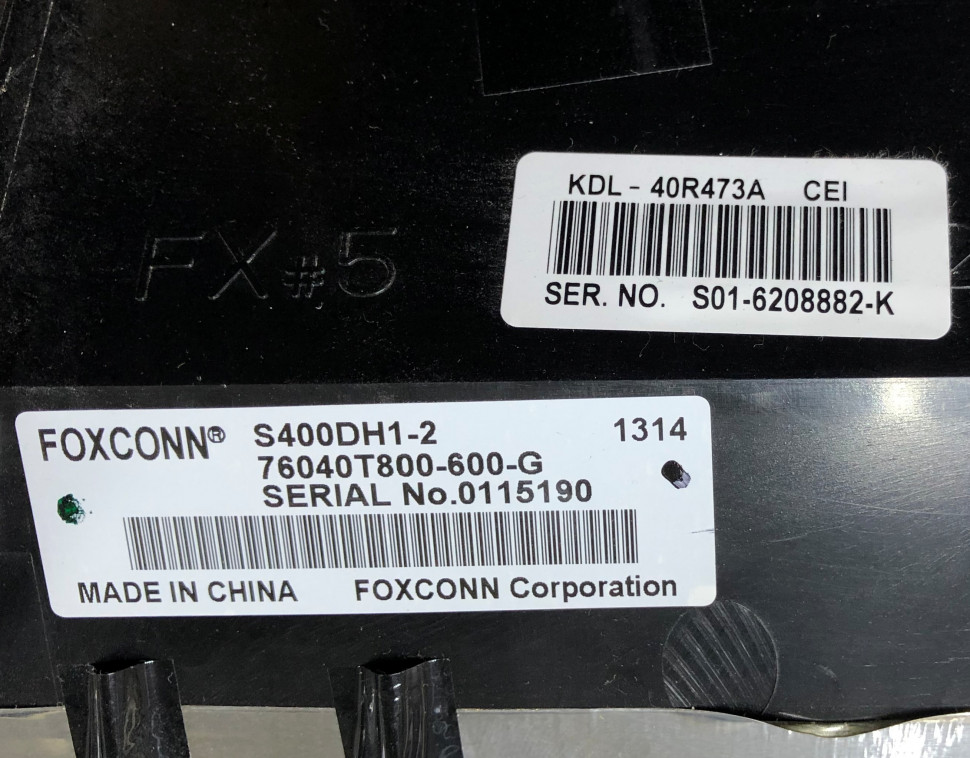 KDL - 40R473A CEI
SER. NO. S01-6208882-K
FX#5
FOXCONN® S400DH1-2 1314
76040T800-600-G
SERIAL No.0115190
MADE IN CHINA FOXCONN Corporation